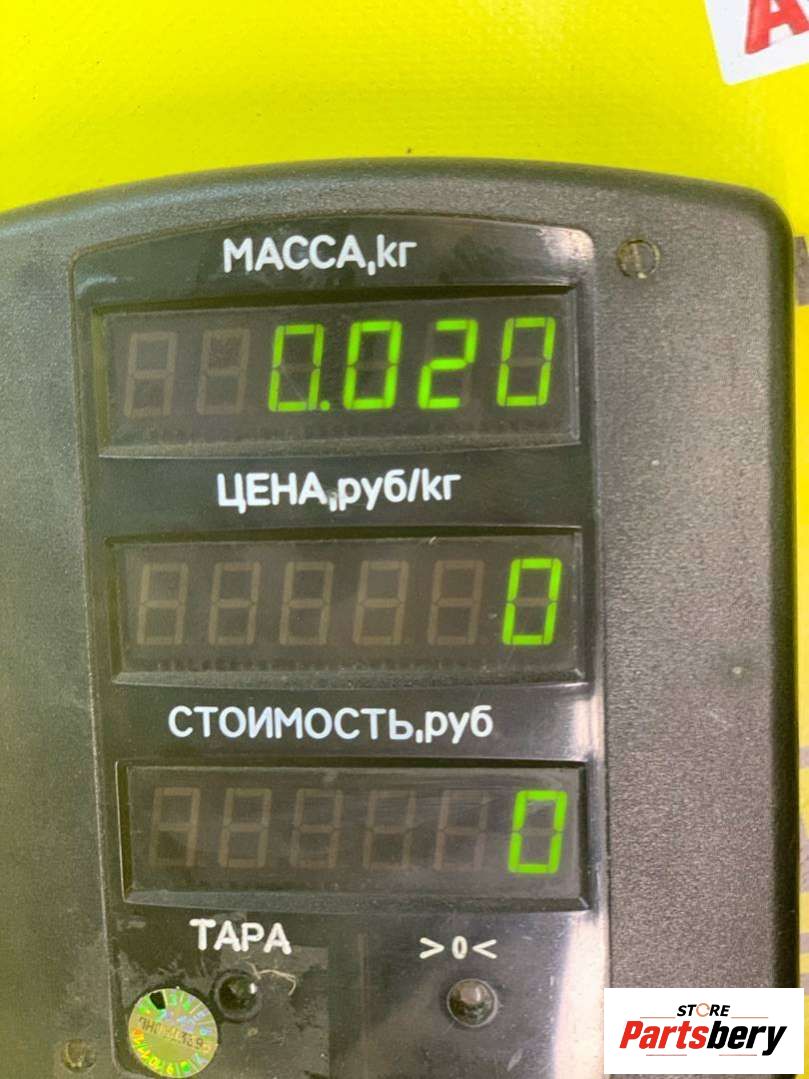 МАССА,кг
0.020
ЦЕНА,руб/кг
0
СТОИМОСТЬ,руб
0
ТАРА >0<
STORE
Partsbery